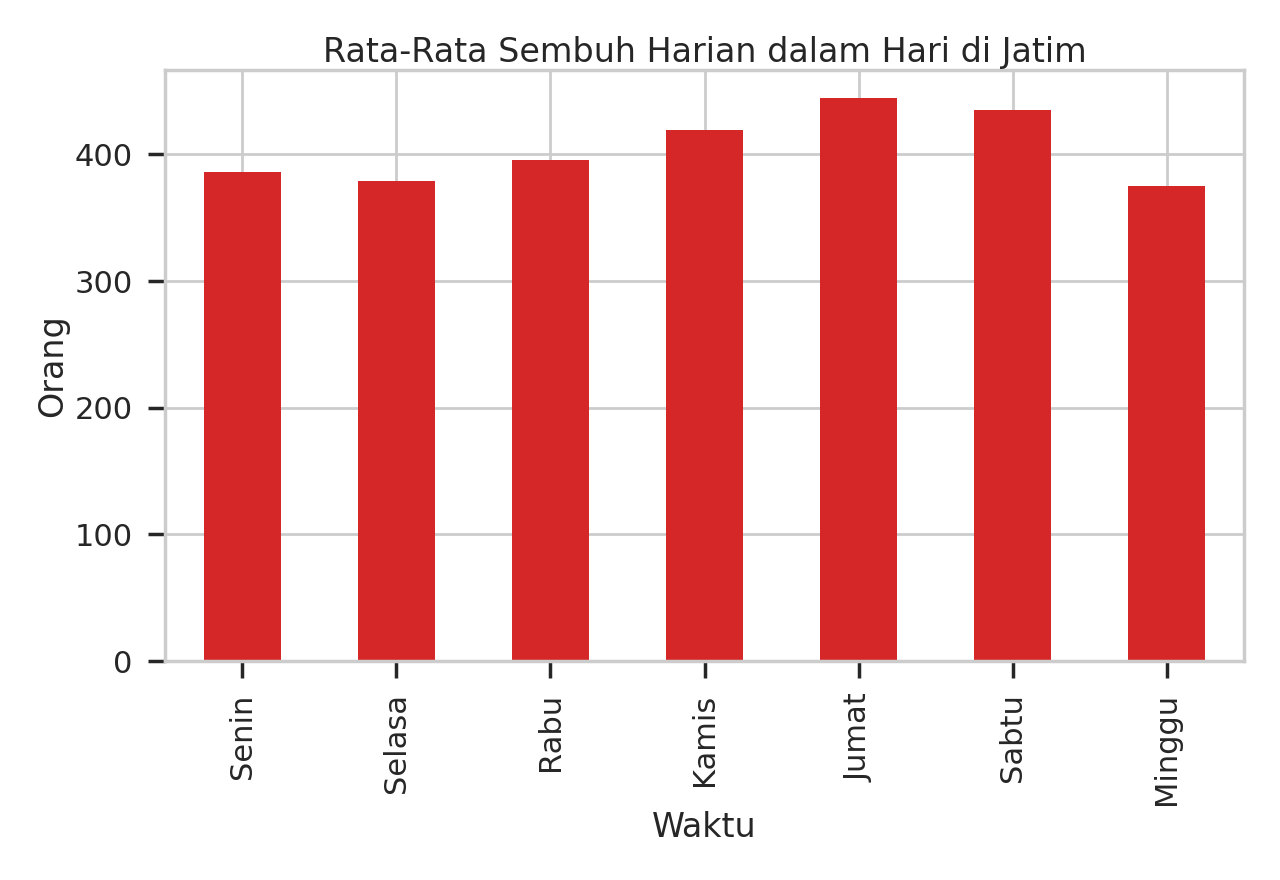 Rata-Rata Sembuh Harian dalam Hari di Jatim
Orang
400
300
200
100
0
Senin
Selasa
Rabu
Kamis
Jumat
Sabtu
Minggu
Waktu